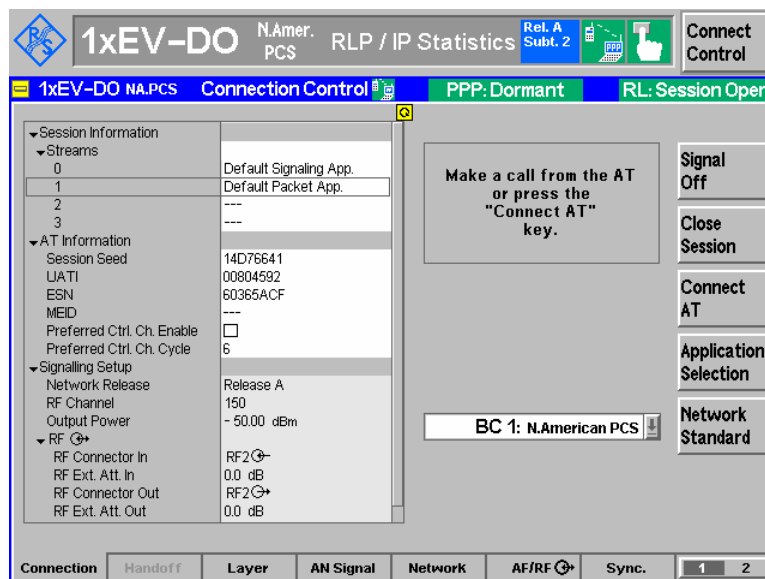 R S
1xEV-DO N.Amer. PCS RLP / IP Statistics Rel. A Subt. 2
PPP
Connect Control
1xEV-DO NA.PCS Connection Control PPP: Dormant RL: Session Oper
Session Information
Streams
0 Default Signaling App.
1 Default Packet App.
2 ---
3 ---
AT Information
Session Seed 14D76641
UATI 00804592
ESN 60365ACF
MEID ---
Preferred Ctrl. Ch. Enable
Preferred Ctrl. Ch. Cycle 6
Signalling Setup
Network Release Release A
RF Channel 150
Output Power - 50.00 dBm
RF
RF Connector In RF2
RF Ext. Att. In 0.0 dB
RF Connector Out RF2
RF Ext. Att. Out 0.0 dB
Make a call from the AT
or press the
"Connect AT"
key.
BC 1: N.American PCS
Signal Off
Close Session
Connect AT
Application Selection
Network Standard
Connection Handoff Layer AN Signal Network AF/RF Sync. 1 2